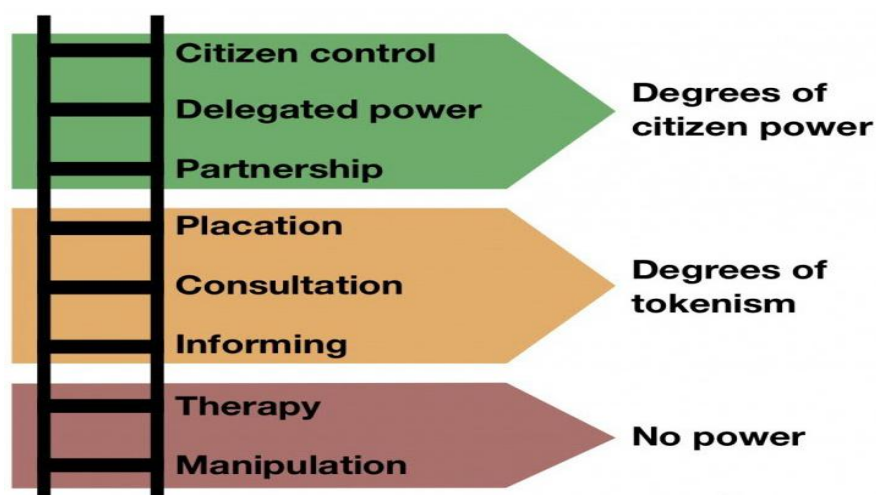 Citizen control
Delegated power
Partnership
Degrees of
citizen power
Placation
Consultation
Informing
Degrees of
tokenism
Therapy
Manipulation
No power